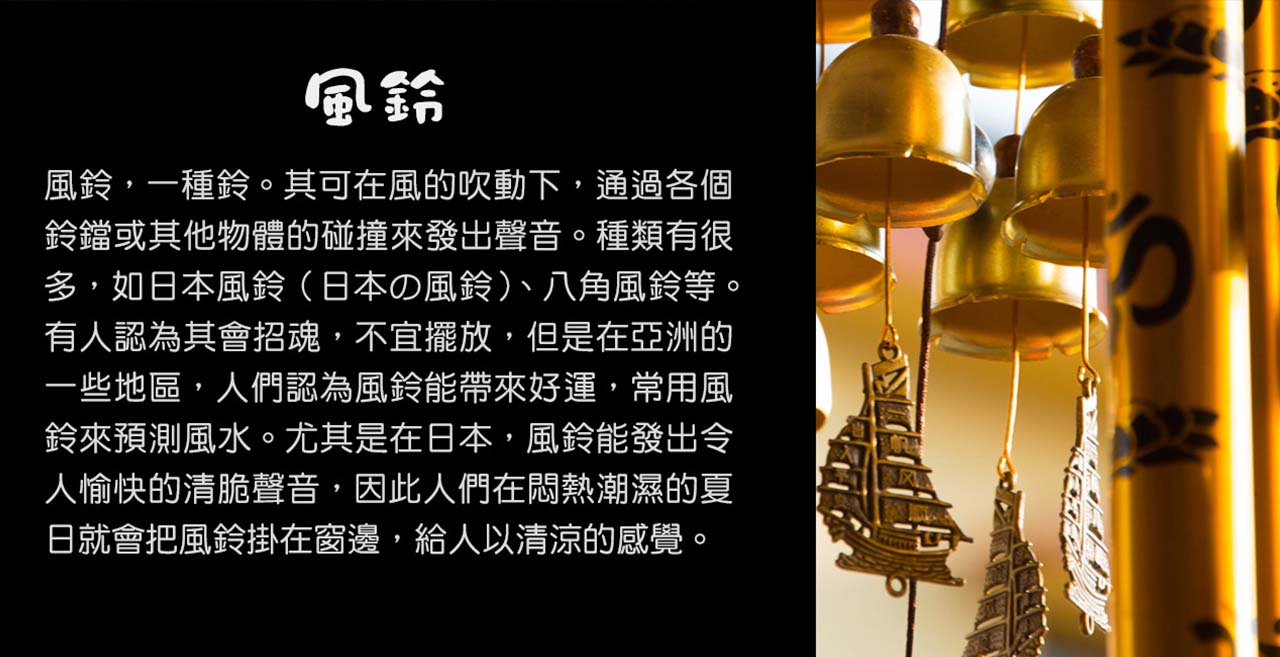 風鈴
風鈴，一種鈴。其可在風的吹動下，通過各個
鈴鐺或其他物體的碰撞來發出聲音。種類有很
多，如日本風鈴（日本の風鈴）、八角風鈴等。
有人認為其會招魂，不宜擺放，但是在亞洲的
一些地區，人們認為風鈴能帶來好運，常用風
鈴來預測風水。尤其是在日本，風鈴能發出令
人愉快的清脆聲音，因此人們在悶熱潮濕的夏
日就會把風鈴掛在窗邊，給人以清涼的感覺。